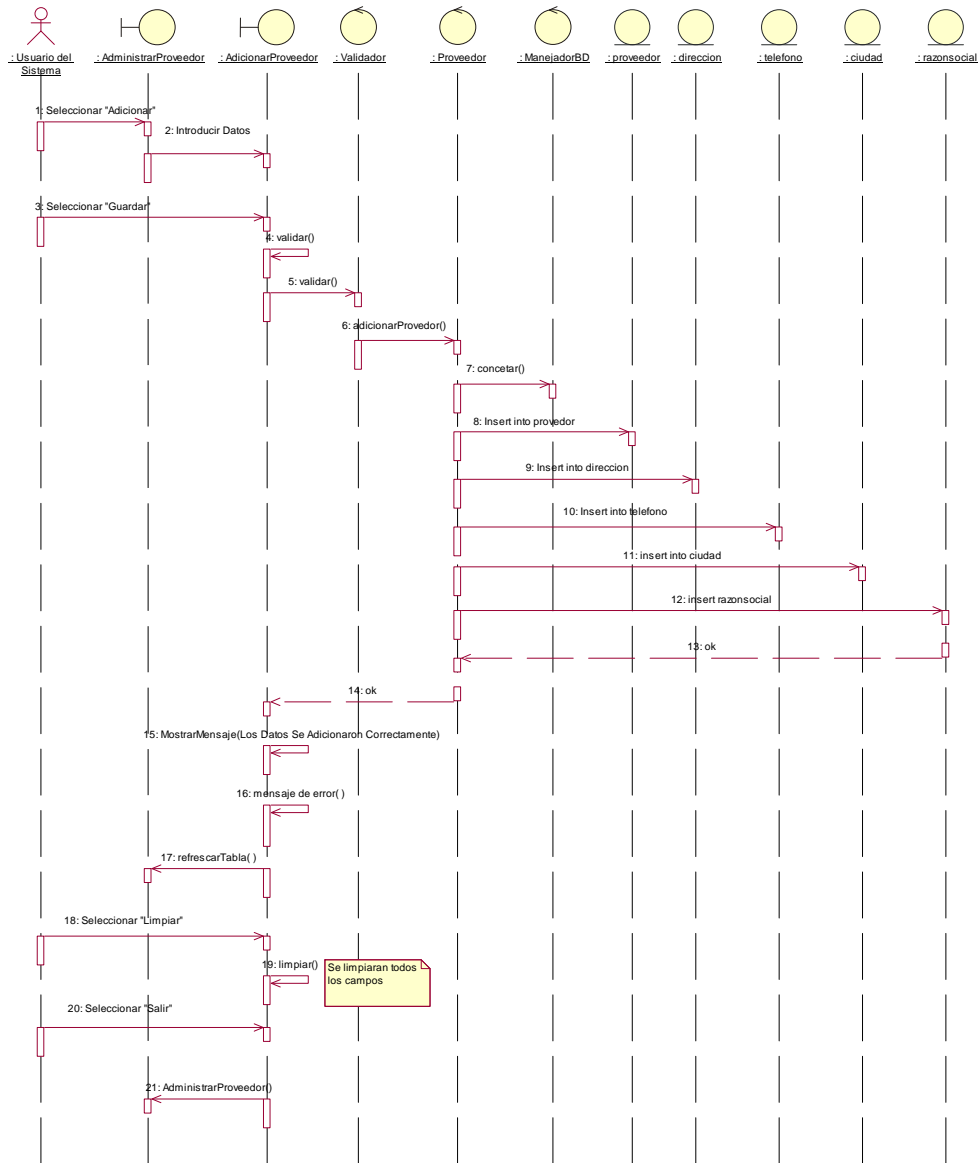 : Usuario del
Sistema
: AdministrarProveedor
: AdicionarProveedor
: Validador
: Proveedor
: ManejadorBD
: proveedor
: direccion
: telefono
: ciudad
: razonsocial
1: Seleccionar "Adicionar"
2: Introducir Datos
3: Seleccionar "Guardar"
4: validar()
5: validar()
6: adicionarProvedor()
7: concetar()
8: Insert into provedor
9: Insert into direccion
10: Insert into telefono
11: insert into ciudad
12: insert razonsocial
13: ok
14: ok
15: MostrarMensaje(Los Datos Se Adicionaron Correctamente)
16: mensaje de error( )
17: refrescarTabla( )
18: Seleccionar "Limpiar"
19: limpiar()
Se limpiaran todos
los campos
20: Seleccionar "Salir"
21: AdministrarProveedor()